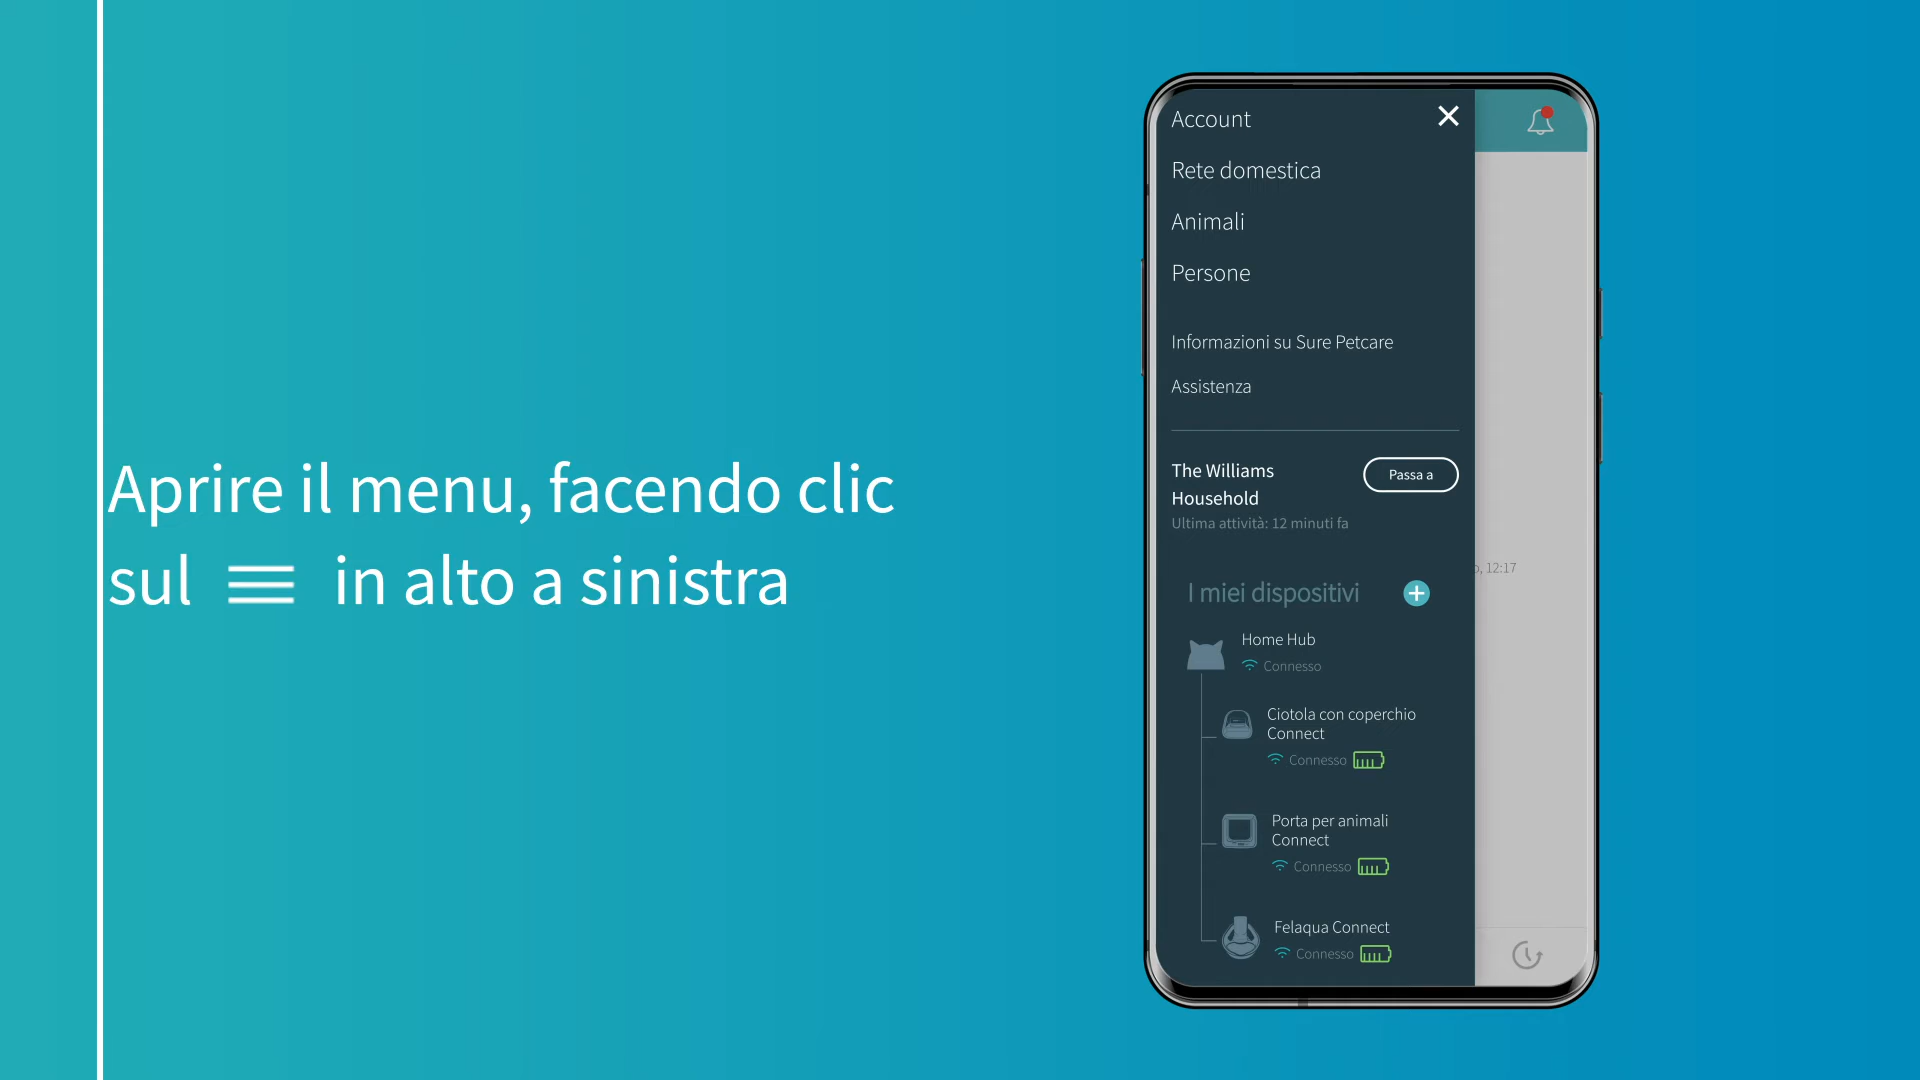 Aprire il menu, facendo clic
sul in alto a sinistra
Account
Rete domestica
Animali
Persone
Informazioni su Sure Petcare
Assistenza
The Williams
Household
Passa a
Ultima attività: 12 minuti fa
, 12:17
I miei dispositivi
Home Hub
Connesso
Ciotola con coperchio
Connect
Connesso
Porta per animali
Connect
Connesso
Felaqua Connect
Connesso